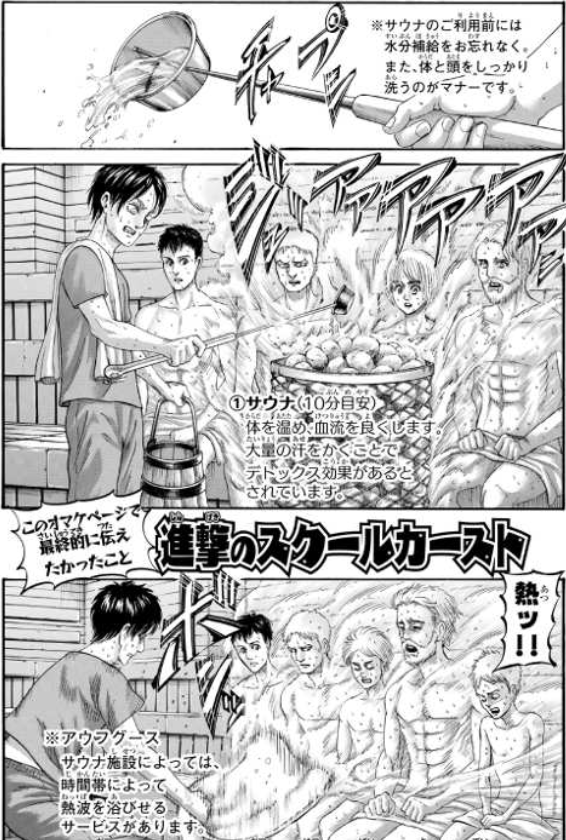 ※サウナのご利用前には
水分補給をお忘れなく。
また、体と頭をしっかり
洗うのがマナーです。
チャプン
ジュアアアアア
①サウナ(10分目安)
体を温め、血流を良くします。
大量の汗をかくことで
デトックス効果があると
されています。
このオマケページで
最終的に伝え
たかったこと
進撃のスクールカースト
熱ッ!!
※アウフグース
サウナ施設によっては、
時間帯によって
熱波を浴びせる
サービスがあります。